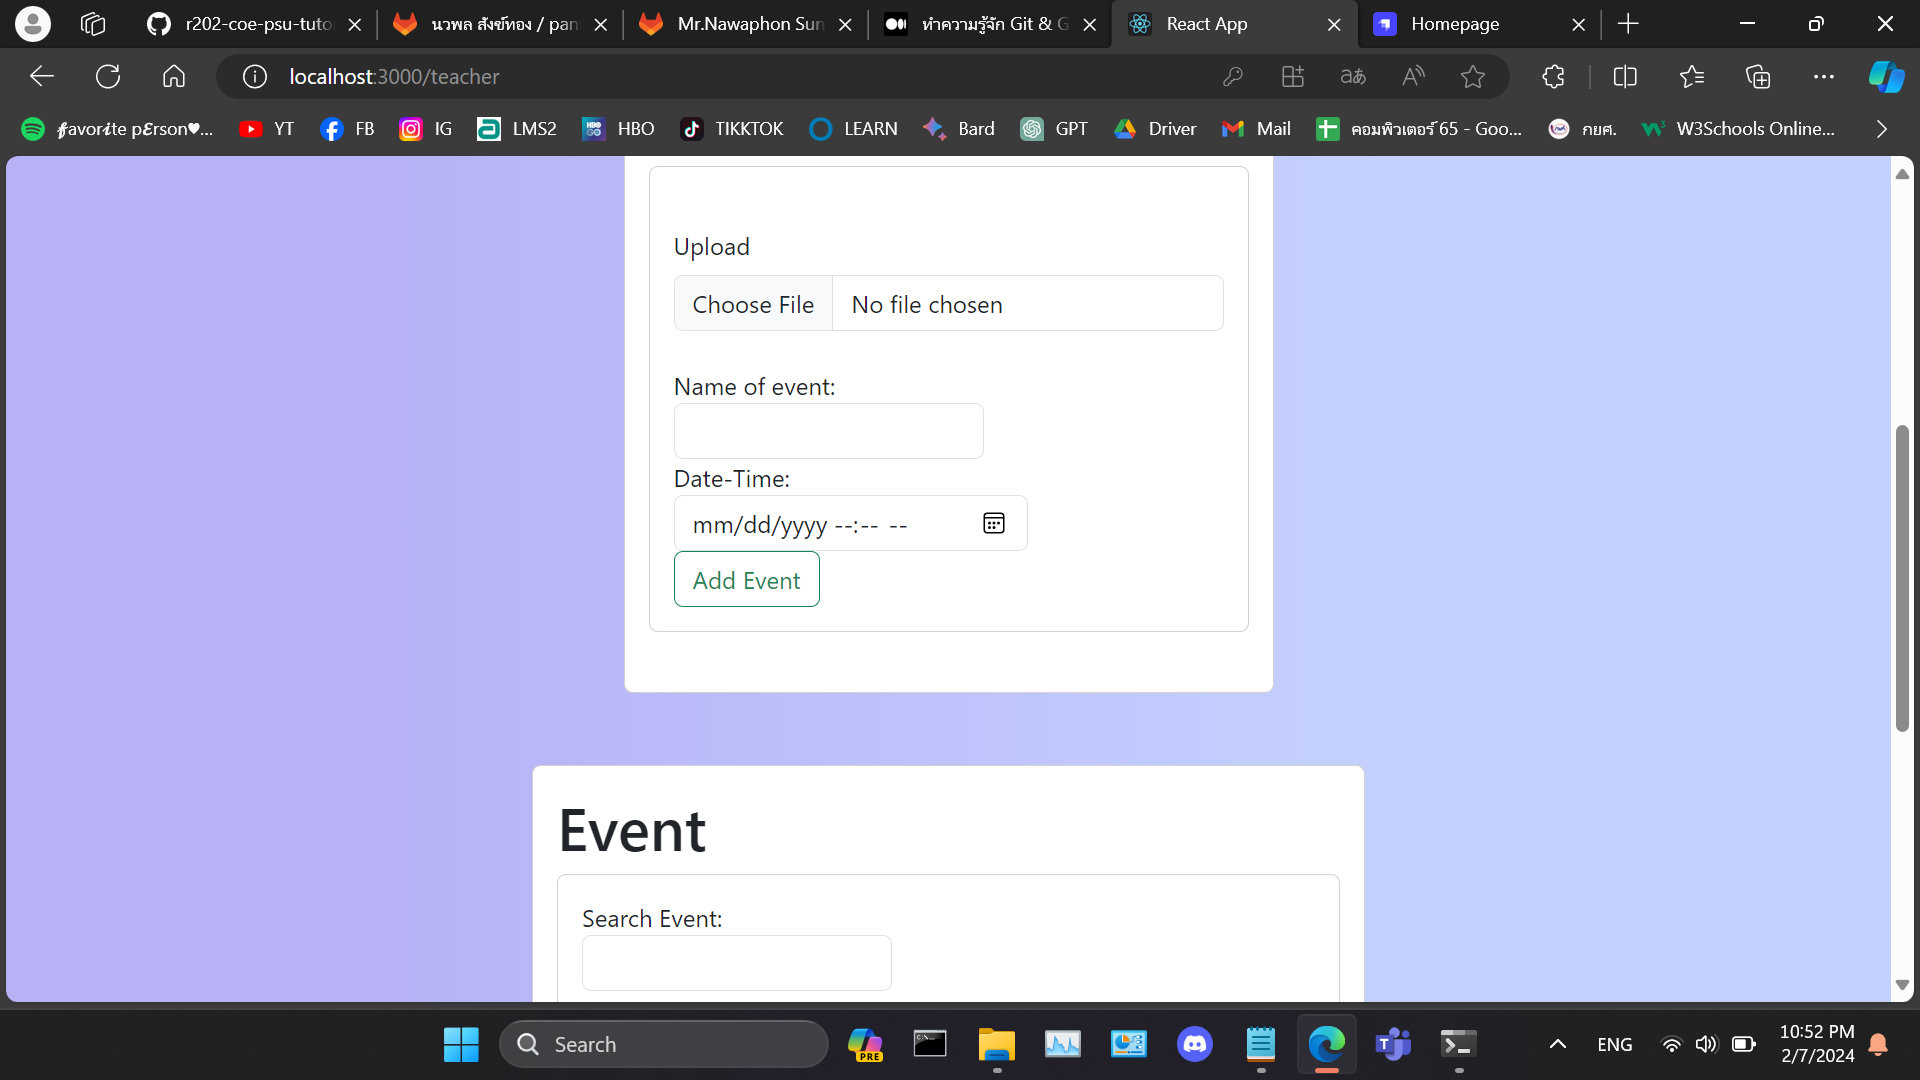 r202-coe-psu-tuto
นวพล สังข์ทอง / pan
Mr.Nawaphon Sun
ทำความรู้จัก Git & G
React App
Homepage
localhost:3000/teacher
𝓯avor𝓲te p𝓔rson♥...
YT
FB
IG
LMS2
HBO
TIKKTOK
LEARN
Bard
GPT
Driver
Mail
คอมพิวเตอร์ 65 - Goo...
กยศ.
W3Schools Online...
Upload
Choose File
No file chosen
Name of event:
Date-Time:
mm/dd/yyyy --:-- --
Add Event
Event
Search Event:
Search
PRE
ENG
10:52 PM
2/7/2024